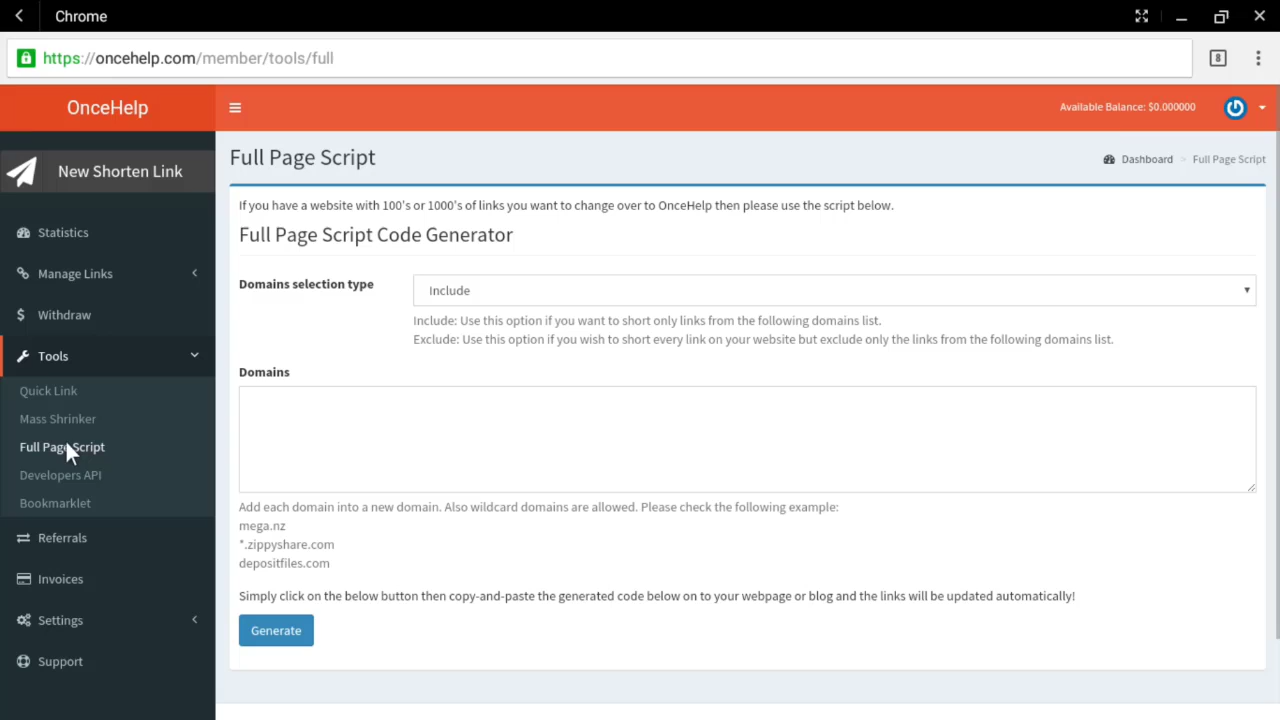 Chrome
https://oncehelp.com/member/tools/full
8
OnceHelp
Available Balance: $0.000000
New Shorten Link
Statistics
Manage Links
Withdraw
Tools
Quick Link
Mass Shrinker
Full Page Script
Developers API
Bookmarklet
Referrals
Invoices
Settings
Support
Full Page Script
Dashboard > Full Page Script
If you have a website with 100's or 1000's of links you want to change over to OnceHelp then please use the script below.
Full Page Script Code Generator
Domains selection type
Include
Include: Use this option if you want to short only links from the following domains list.
Exclude: Use this option if you wish to short every link on your website but exclude only the links from the following domains list.
Domains
Add each domain into a new domain. Also wildcard domains are allowed. Please check the following example:
mega.nz
*.zippyshare.com
depositfiles.com
Simply click on the below button then copy-and-paste the generated code below on to your webpage or blog and the links will be updated automatically!
Generate